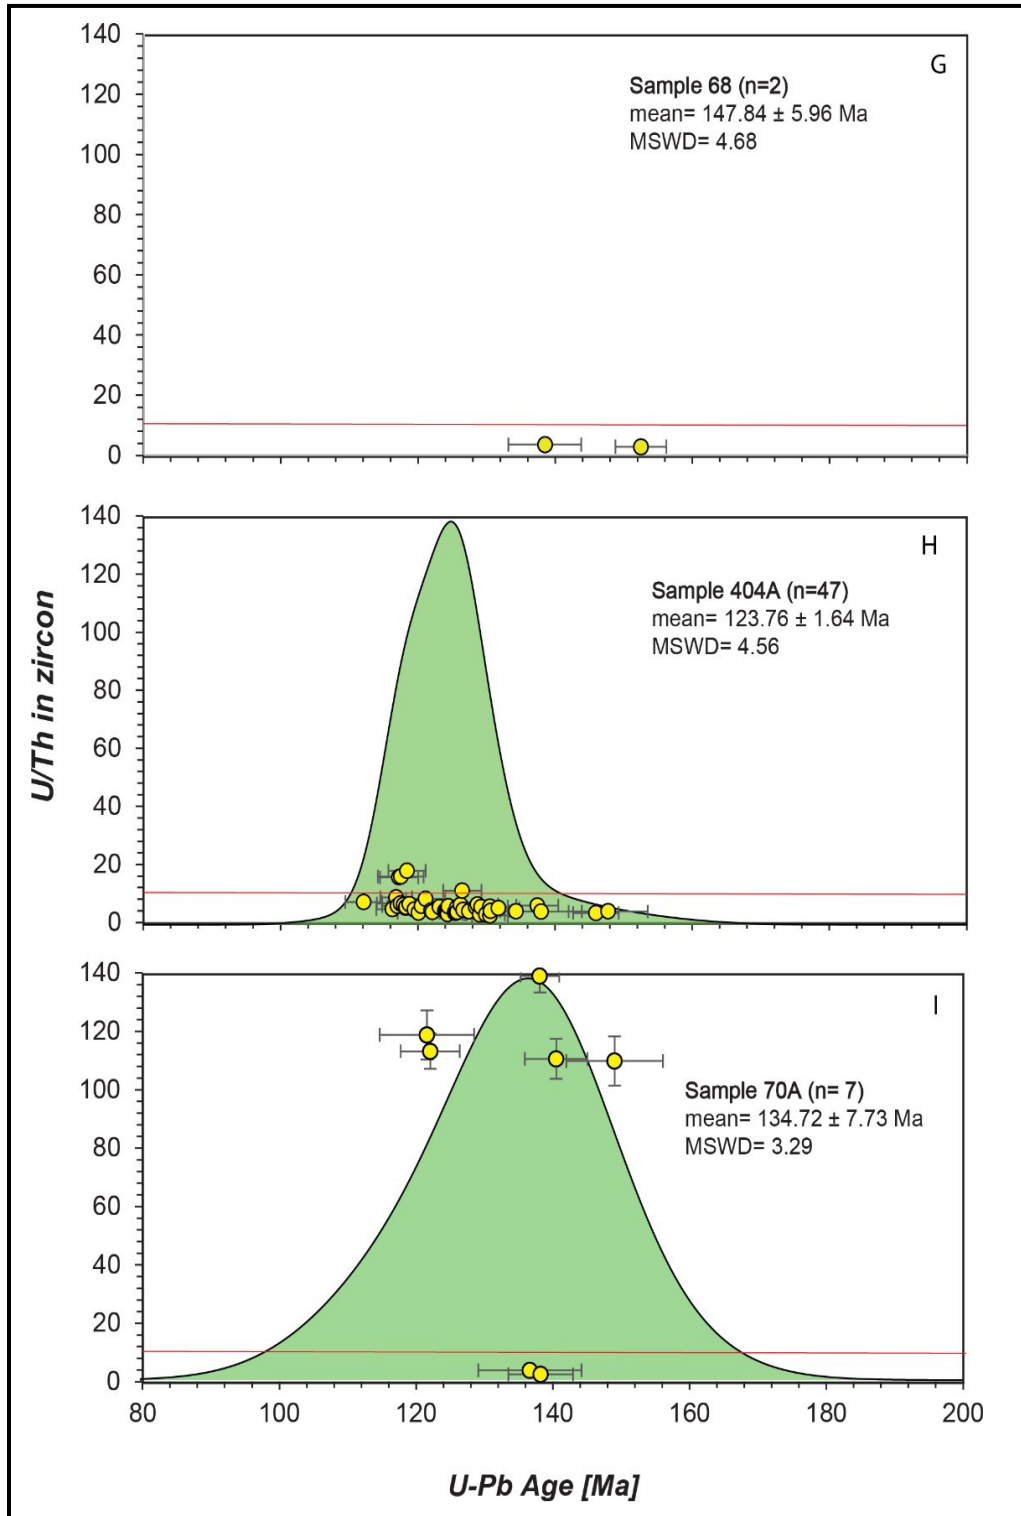 G
Sample 68 (n=2)
mean= 147.84 ± 5.96 Ma
MSWD= 4.68
140
120
100
80
60
40
20
0
H
Sample 404A (n=47)
mean= 123.76 ± 1.64 Ma
MSWD= 4.56
140
120
100
80
60
40
20
0
U/Th in zircon
I
Sample 70A (n= 7)
mean= 134.72 ± 7.73 Ma
MSWD= 3.29
140
120
100
80
60
40
20
0
80 100 120 140 160 180 200
U-Pb Age [Ma]